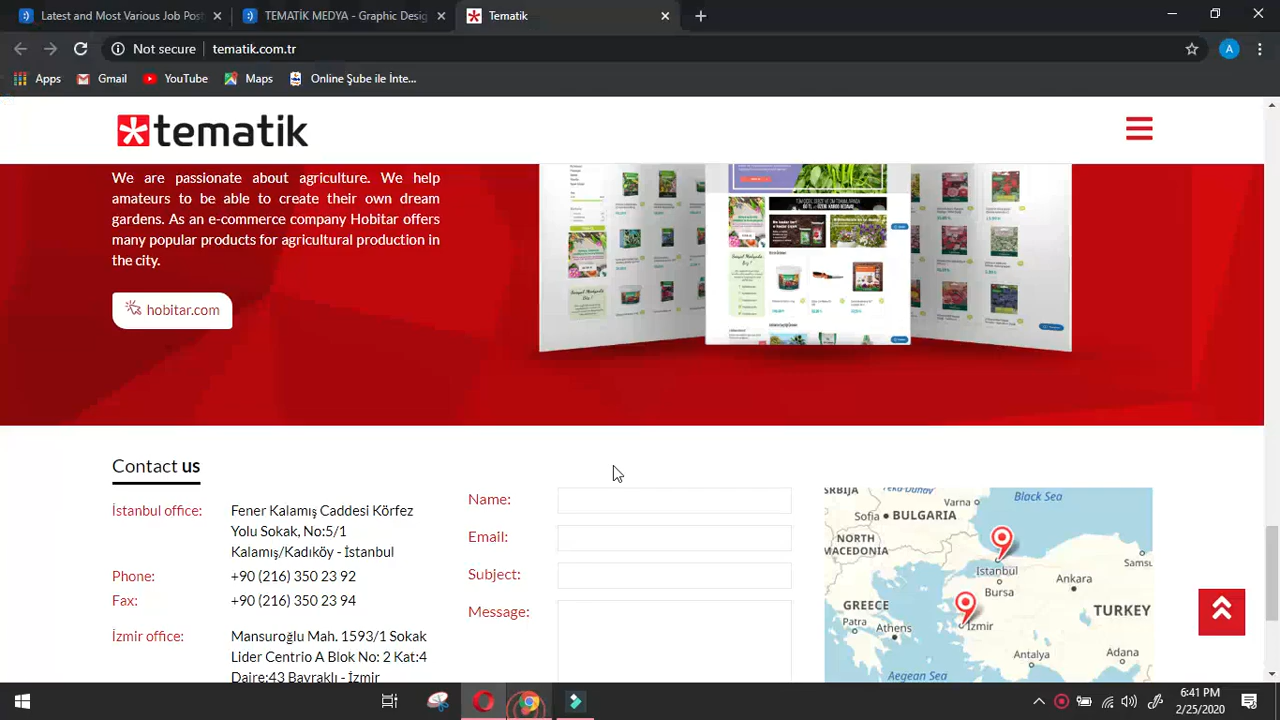 Latest and Most Various Job Post
TEMATİK MEDYA - Graphic Desig
Tematik
Not secure
tematik.com.tr
A
Apps
Gmail
YouTube
Maps
Online Şube ile İnte...
tematik
We are passionate about agriculture. We help
amateurs to be able to create their own dream
gardens. As an e-commerce company Hobitar offers
many popular products for agricultural production in
the city.
hobitar.com
Contact us
İstanbul office:
Fener Kalamış Caddesi Körfez
Yolu Sokak, No:5/1
Kalamış/Kadıköy - İstanbul
Phone:
+90 (216) 350 23 92
Fax:
+90 (216) 350 23 94
İzmir office:
Mansuroğlu Mah. 1593/1 Sokak
Lider Centrio A Blok No: 2 Kat:4
Daire:43 Bayraklı - İzmir
Name:
Email:
Subject:
Message:
SRBIJA
Varna
Black Sea
Sofia
BULGARIA
NORTH
MACEDONIA
Istanbul
Samsu
Bursa
Ankara
GREECE
TURKEY
Patra
Athens
Izmir
Antalya
Adana
Aegean Sea
6:41 PM
2/25/2020